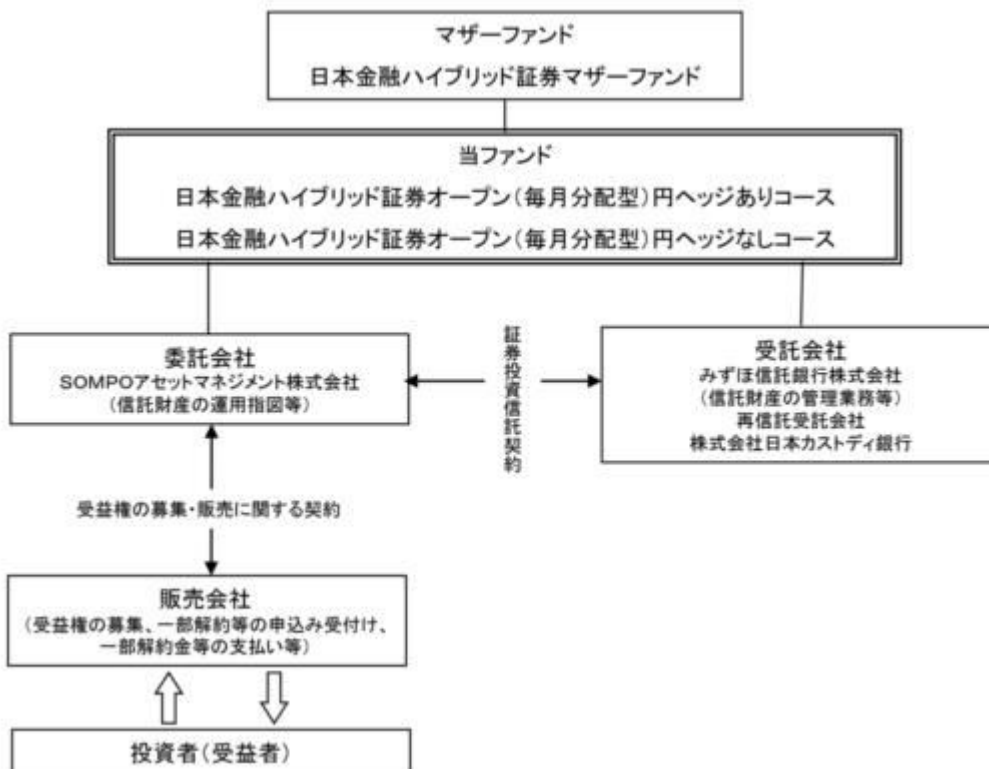 マザーファンド
日本金融ハイブリッド証券マザーファンド
当ファンド
日本金融ハイブリッド証券オープン(毎月分配型)円ヘッジありコース
日本金融ハイブリッド証券オープン(毎月分配型)円ヘッジなしコース
委託会社
SOMPOアセットマネジメント株式会社
(信託財産の運用指図等)
証券投資信託契約
受託会社
みずほ信託銀行株式会社
(信託財産の管理業務等)
再信託受託会社
株式会社日本カストディ銀行
受益権の募集・販売に関する契約
販売会社
(受益権の募集、一部解約等の申込み受付け、
一部解約金等の支払い等)
投資者(受益者)